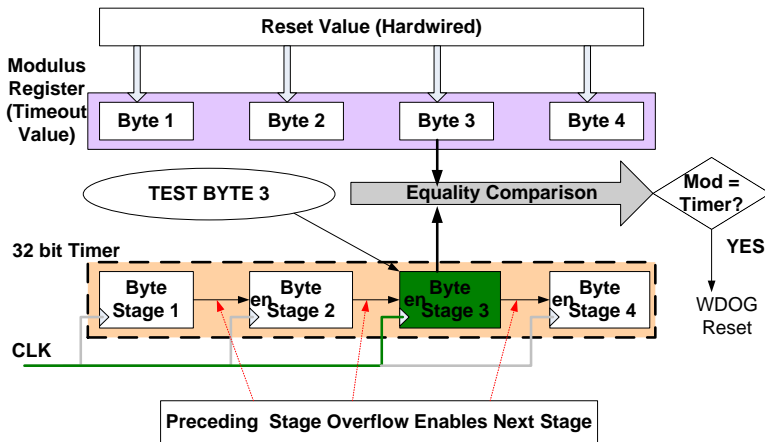 Reset Value (Hardwired)
Modulus
Register
(Timeout
Value)
Byte 1
Byte 2
Byte 3
Byte 4
TEST BYTE 3
Equality Comparison
Mod =
Timer?
YES
WDOG
Reset
32 bit Timer
Byte
Stage 1
en
Byte
Stage 2
en
Byte
Stage 3
en
Byte
Stage 4
CLK
Preceding Stage Overflow Enables Next Stage